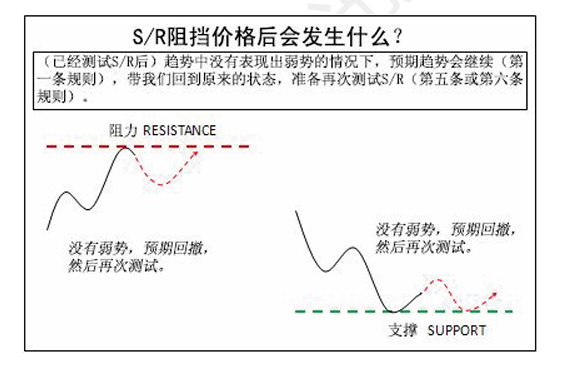 S/R阻挡价格后会发生什么？
（已经测试S/R后）趋势中没有表现出弱势的情况下，预期趋势会继续（第
一条规则），带我们回到原来的状态，准备再次测试S/R（第五条或第六条
规则）。
阻力 RESISTANCE
没有弱势，预期回撤，
然后再次测试。
没有弱势，预期回撤，
然后再次测试。
支撑 SUPPORT